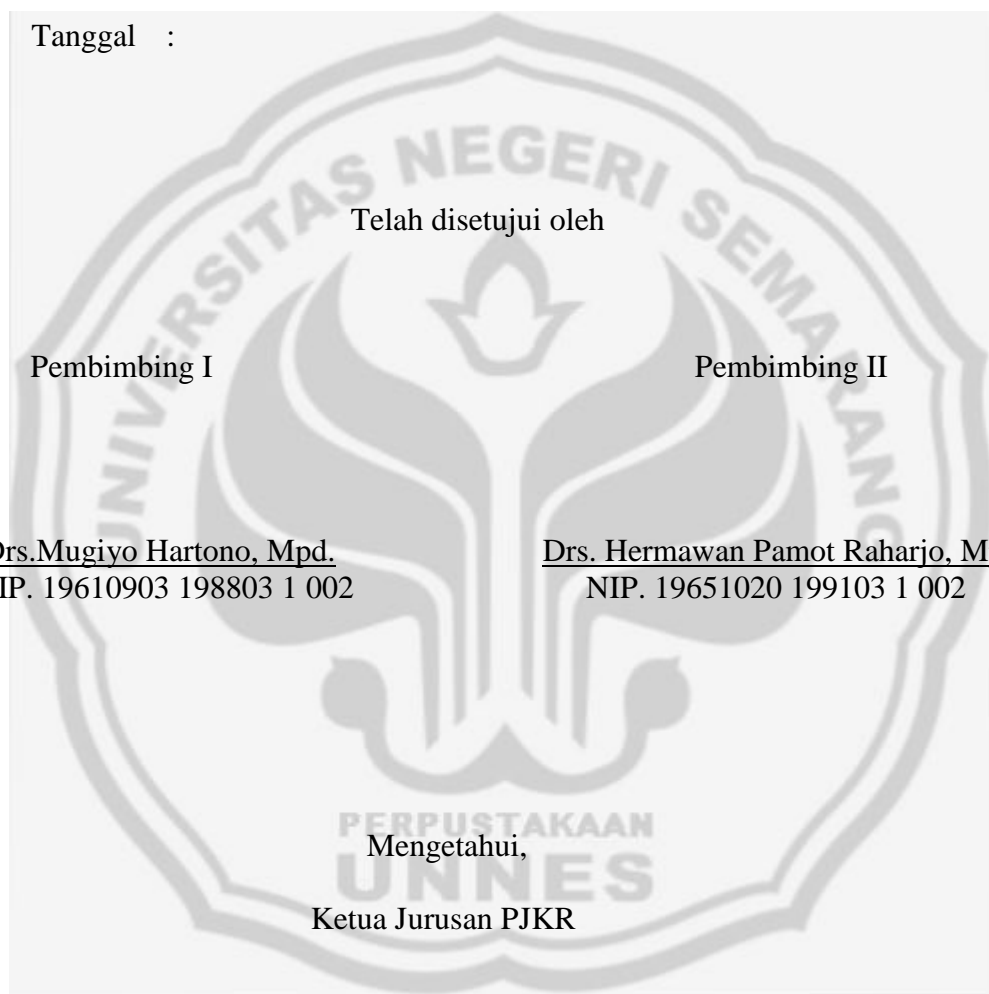 Tanggal :
UNIVERSITAS NEGERI SEMARANG
Telah disetujui oleh
Pembimbing I Pembimbing II
Drs.Mugiyo Hartono, Mpd. Drs. Hermawan Pamot Raharjo, M
NIP. 19610903 198803 1 002 NIP. 19651020 199103 1 002
PERPUSTAKAAN
Mengetahui,
UNNES
Ketua Jurusan PJKR